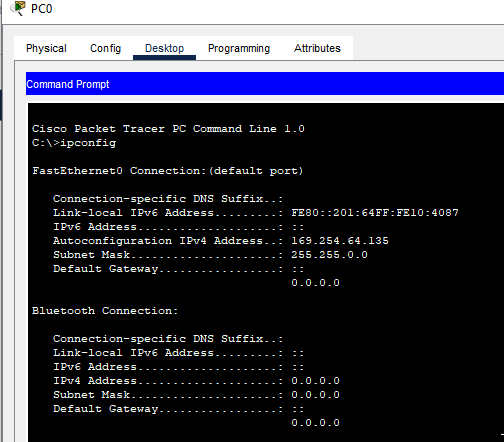 PC0
Physical Config Desktop Programming Attributes
Command Prompt
Cisco Packet Tracer PC Command Line 1.0
C:\>ipconfig
FastEthernet0 Connection:(default port)
Connection-specific DNS Suffix..:
Link-local IPv6 Address.........: FE80::201:64FF:FE10:4087
IPv6 Address....................: ::
Autoconfiguration IPv4 Address..: 169.254.64.135
Subnet Mask.....................: 255.255.0.0
Default Gateway.................: ::
0.0.0.0
Bluetooth Connection:
Connection-specific DNS Suffix..:
Link-local IPv6 Address.........: ::
IPv6 Address....................: ::
IPv4 Address....................: 0.0.0.0
Subnet Mask.....................: 0.0.0.0
Default Gateway.................: ::
0.0.0.0